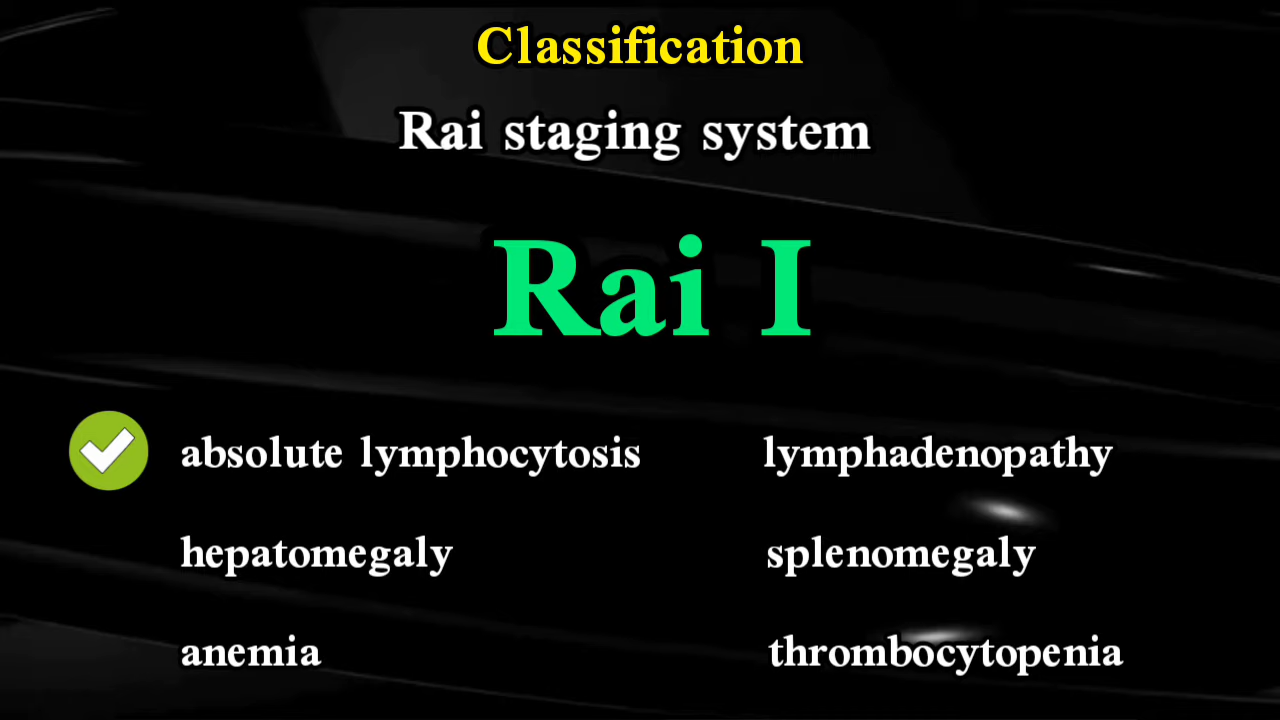 Classification
Rai staging system
Rai I
absolute lymphocytosis lymphadenopathy
hepatomegaly splenomegaly
anemia thrombocytopenia